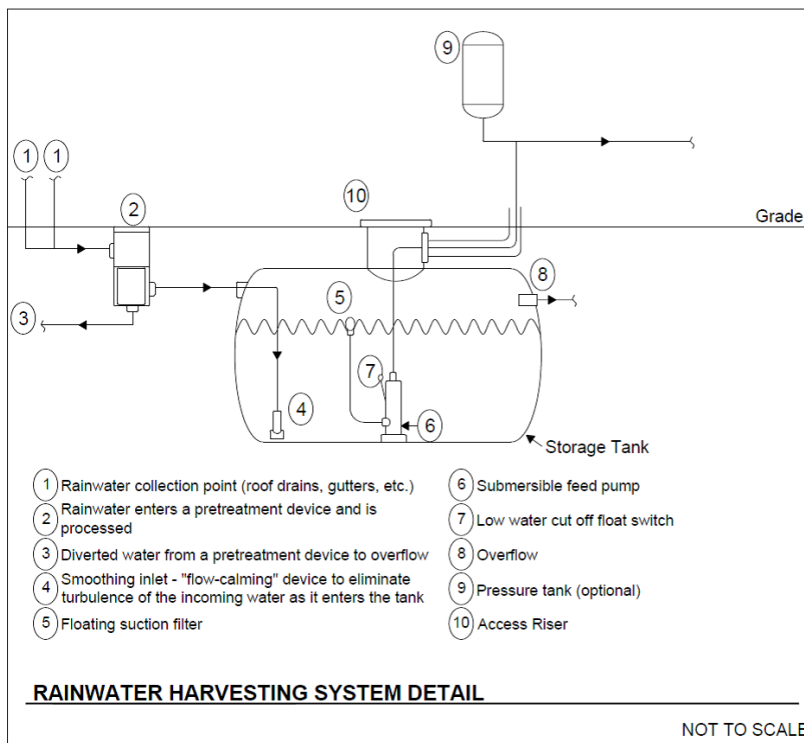 9
1 1
2
10
Grade
3
5
8
7
4
6
Storage Tank
1 Rainwater collection point (roof drains, gutters, etc.)
2 Rainwater enters a pretreatment device and is
processed
3 Diverted water from a pretreatment device to overflow
4 Smoothing inlet - "flow-calming" device to eliminate
turbulence of the incoming water as it enters the tank
5 Floating suction filter
6 Submersible feed pump
7 Low water cut off float switch
8 Overflow
9 Pressure tank (optional)
10 Access Riser
RAINWATER HARVESTING SYSTEM DETAIL
NOT TO SCALE